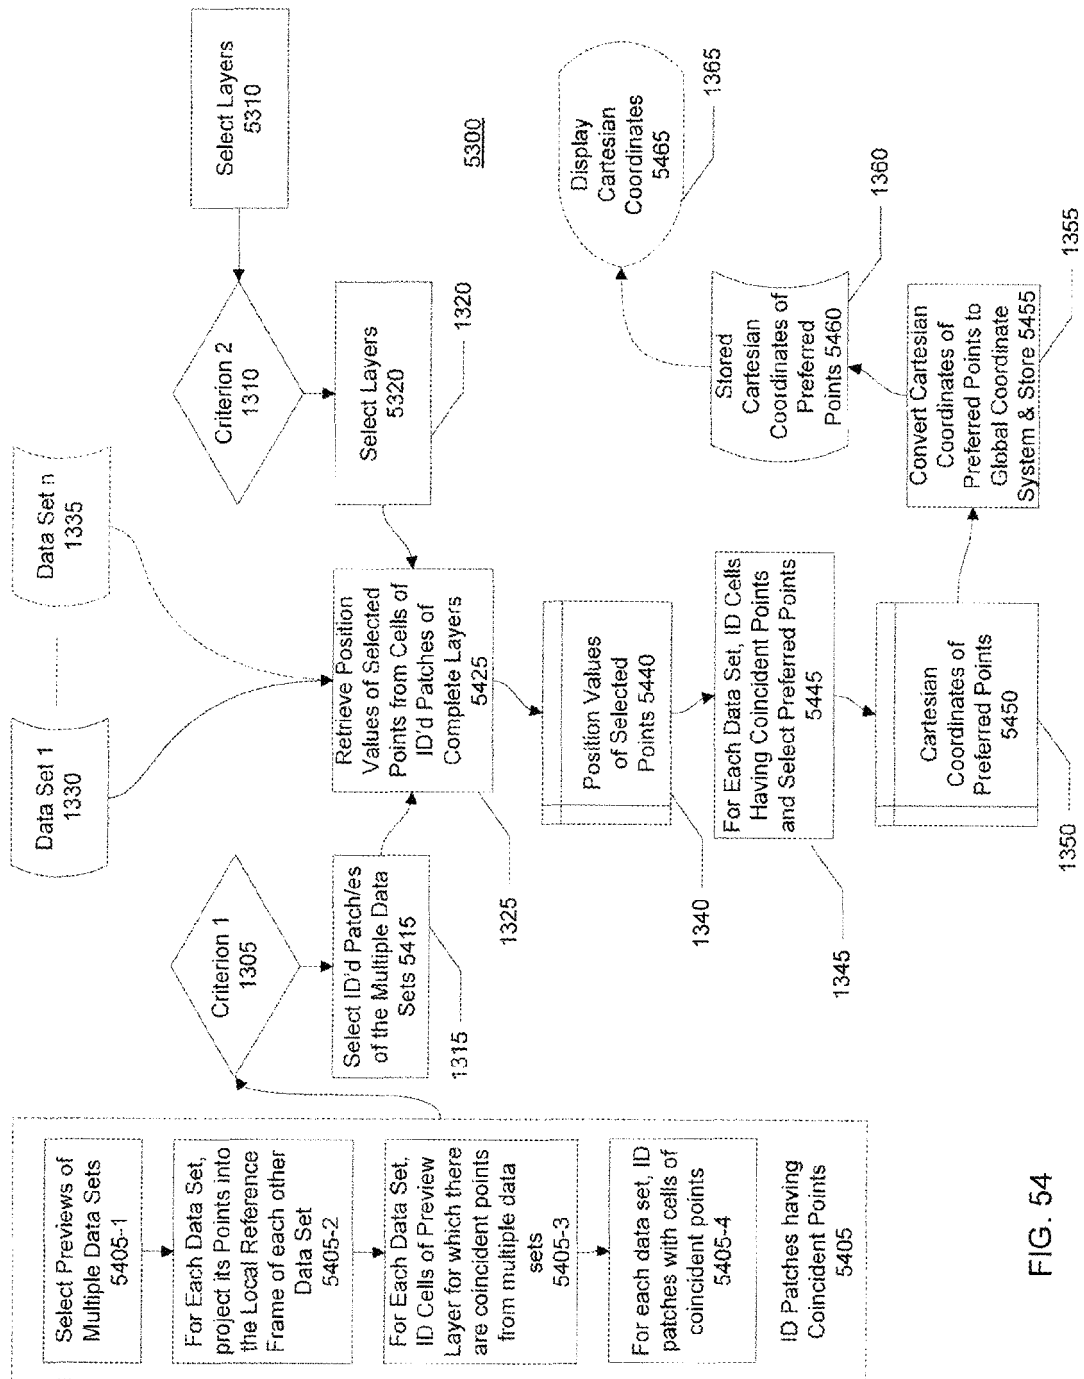 Select Previews of
Multiple Data Sets
5405-1
For Each Data Set,
project its Points into
the Local Reference
Frame of each other
Data Set
5405-2
For Each Data Set,
ID Cells of Preview
Layer for which there
are coincident points
from multiple data
sets
5405-3
For each data set, ID
patches with cells of
coincident points
5405-4
ID Patches having
Coincident Points
5405
Criterion 1
1305
Select ID'd Patch/es
of the Multiple Data
Sets 5415
1315
Data Set 1
1330
Data Set n
1335
Retrieve Position
Values of Selected
Points from Cells of
ID'd Patches of
Complete Layers
5425
1325
Select Layers
5310
Criterion 2
1310
Select Layers
5320
1320
5300
Position Values
of Selected
Points 5440
1340
For Each Data Set, ID Cells
Having Coincident Points
and Select Preferred Points
5445
1345
Cartesian
Coordinates of
Preferred Points
5450
1350
Convert Cartesian
Coordinates of
Preferred Points to
Global Coordinate
System & Store 5455
1355
Stored
Cartesian
Coordinates of
Preferred
Points 5460
1360
Display
Cartesian
Coordinates
5465
1365
FIG. 54